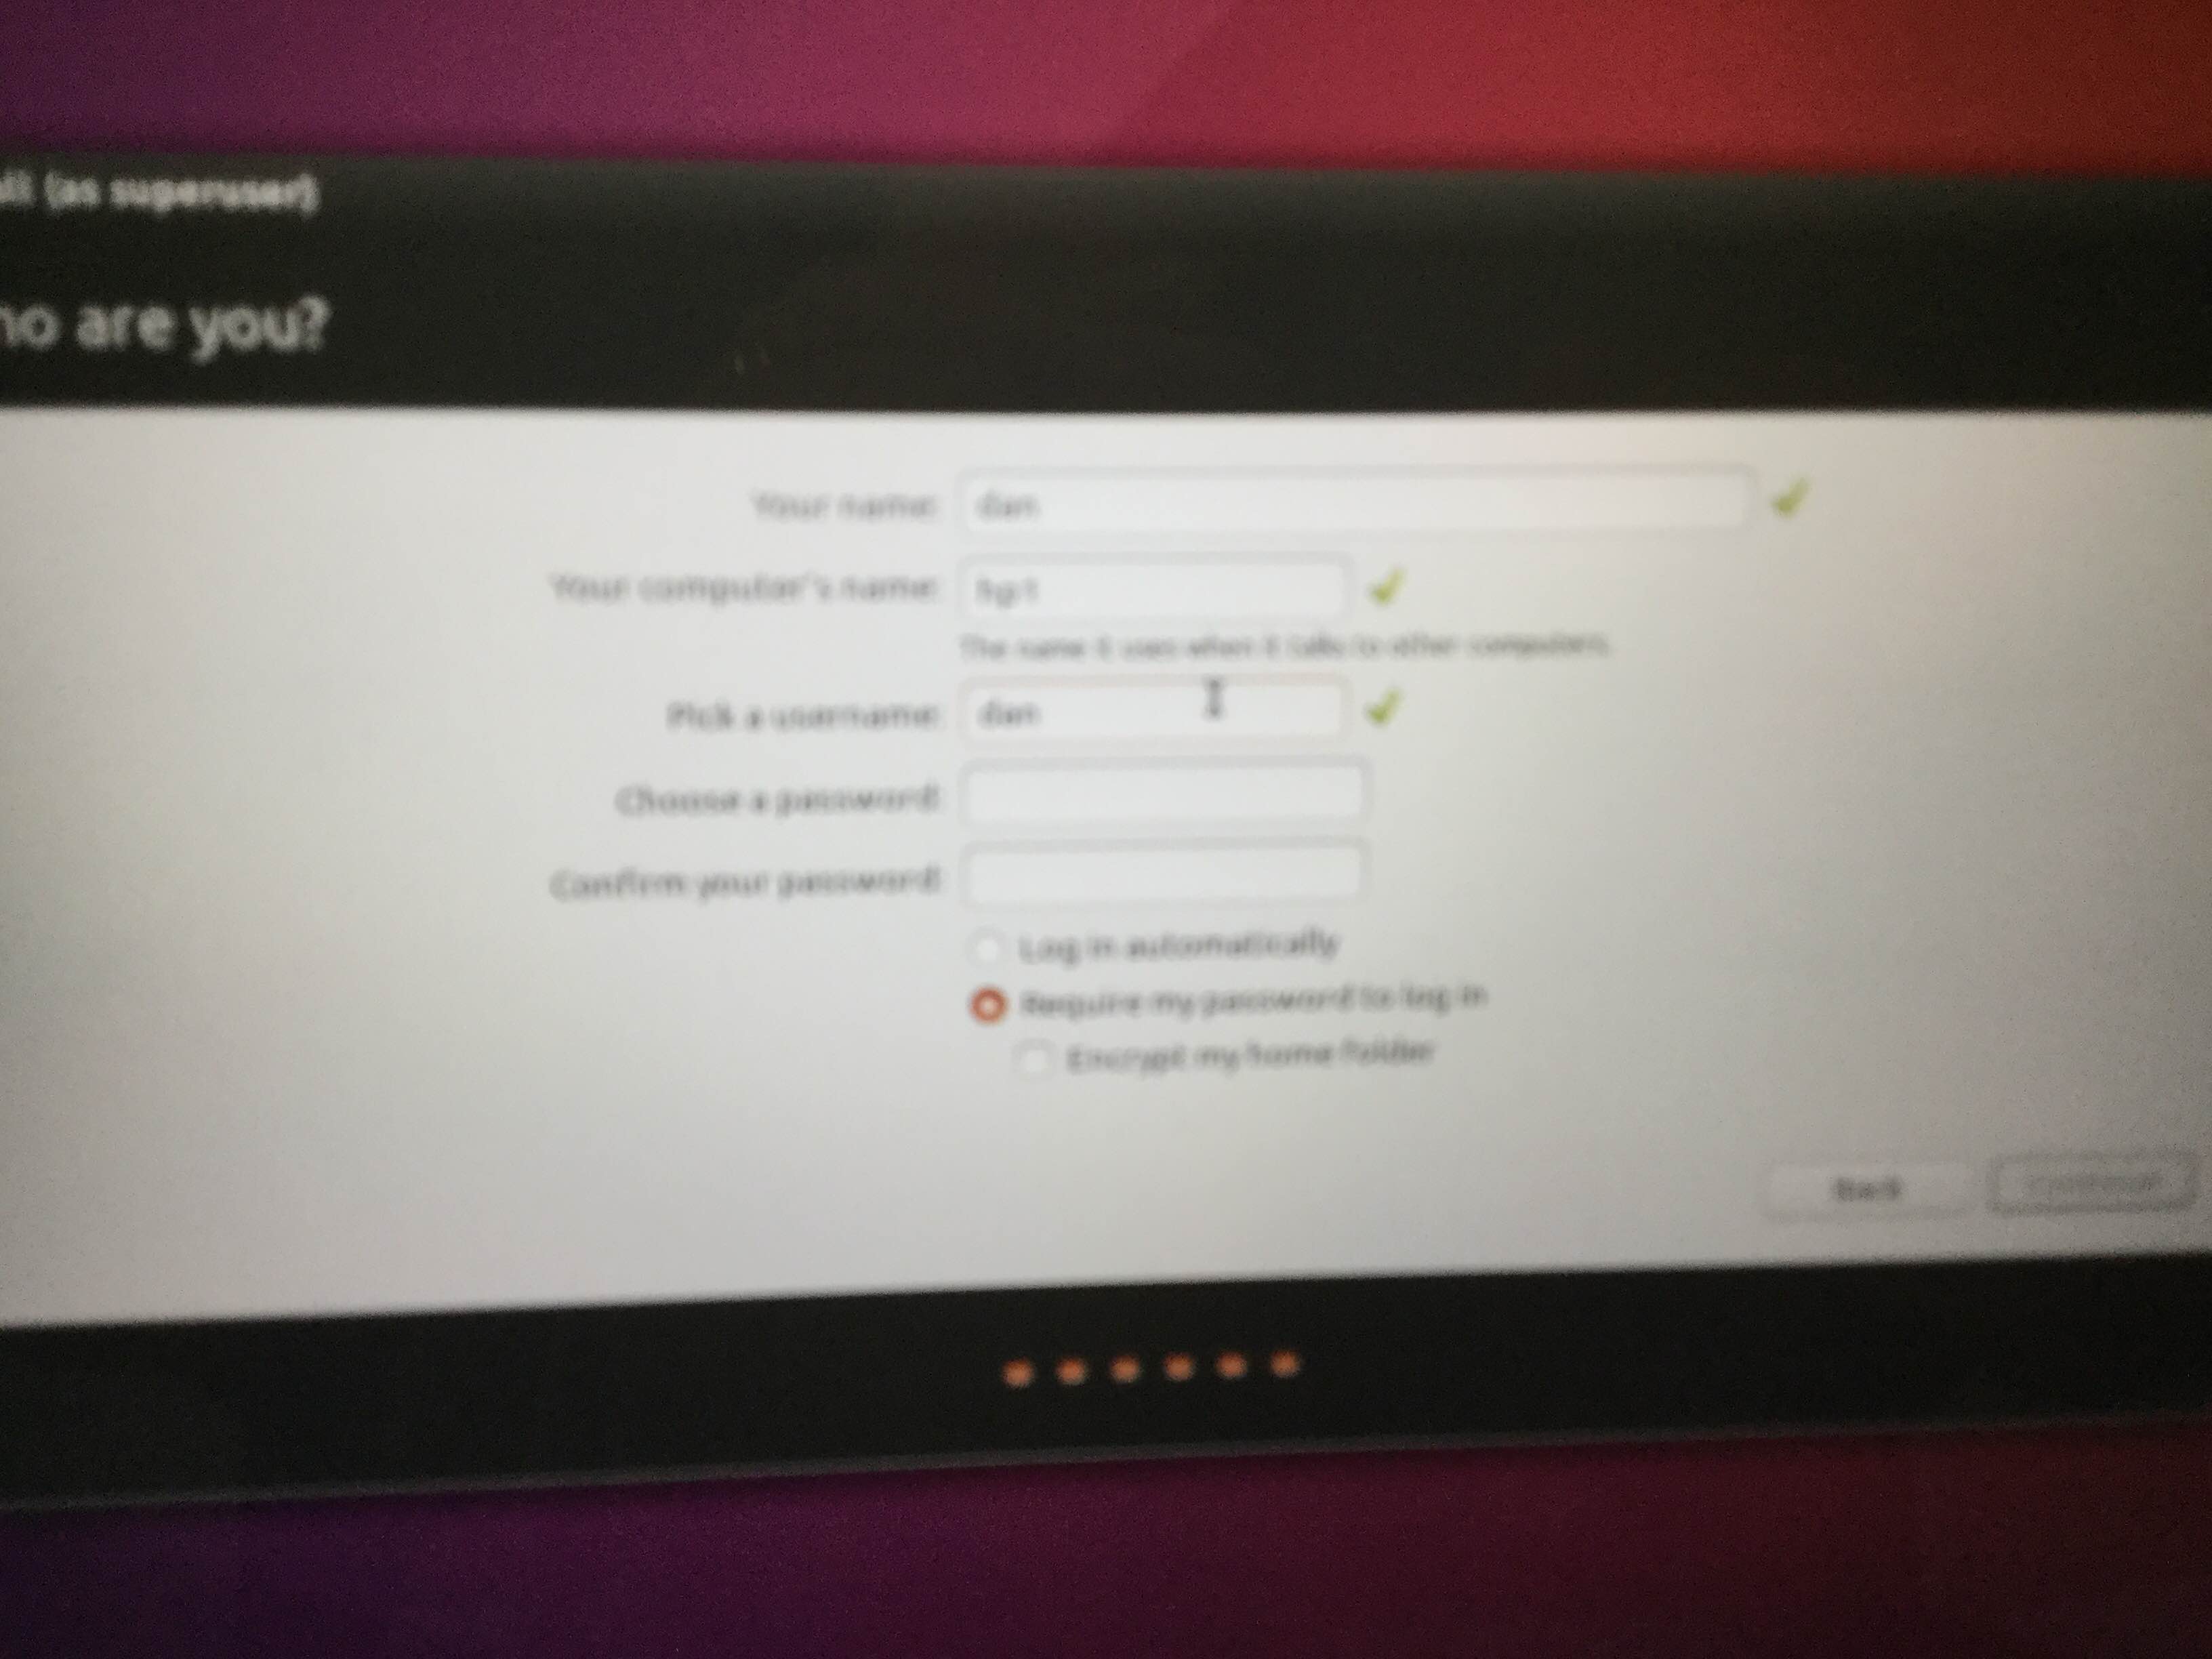 all (as superuser)
ho are you?
Your name: dan
Your computer's name: hp1
The name it uses when it talks to other computers.
Pick a username: dan
Choose a password:
Confirm your password:
Log in automatically
Require my password to log in
Encrypt my home folder
Back Continue